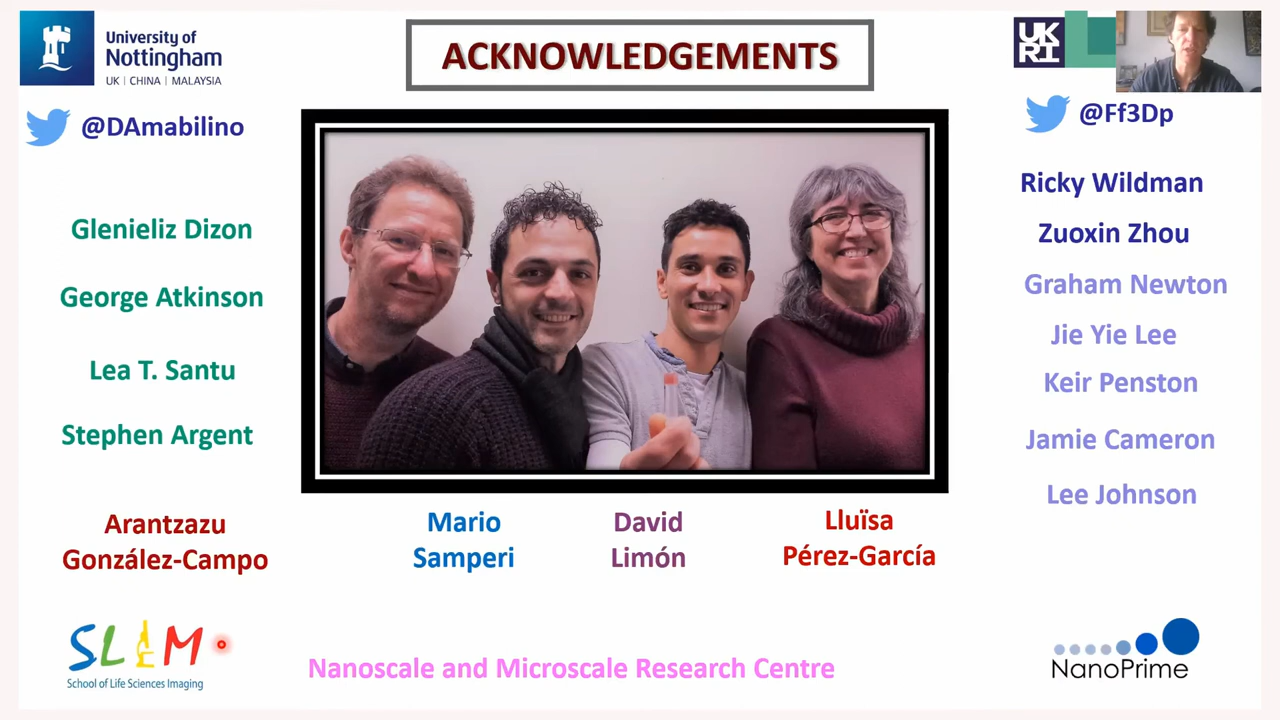 University of
Nottingham
UK | CHINA | MALAYSIA
ACKNOWLEDGEMENTS
UK
RI
@DAmabilino
@Ff3Dp
Glenieliz Dizon
George Atkinson
Lea T. Santu
Stephen Argent
Arantzazu
González-Campo
Mario
Samperi
David
Limón
Lluïsa
Pérez-García
Ricky Wildman
Zuoxin Zhou
Graham Newton
Jie Yie Lee
Keir Penston
Jamie Cameron
Lee Johnson
SLIM
School of Life Sciences Imaging
Nanoscale and Microscale Research Centre
NanoPrime